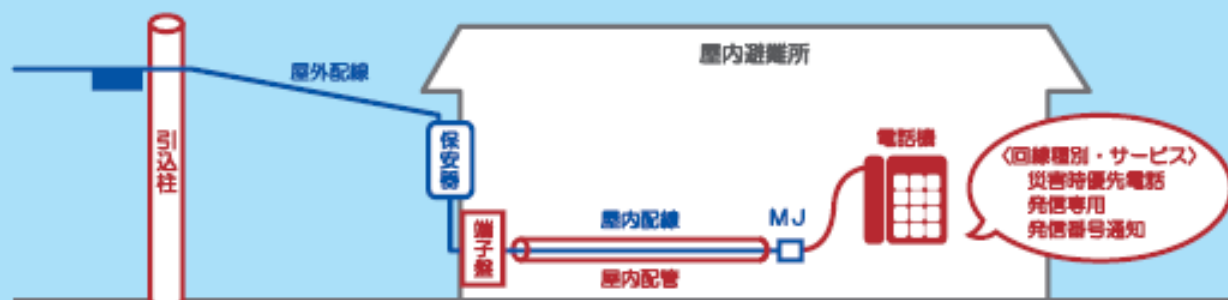 屋外配線
屋内避難所
引込柱
保安器
電話機
〈回線種別・サービス〉
災害時優先電話
発信専用
発信番号通知
端子盤
屋内配線
MJ
屋内配管